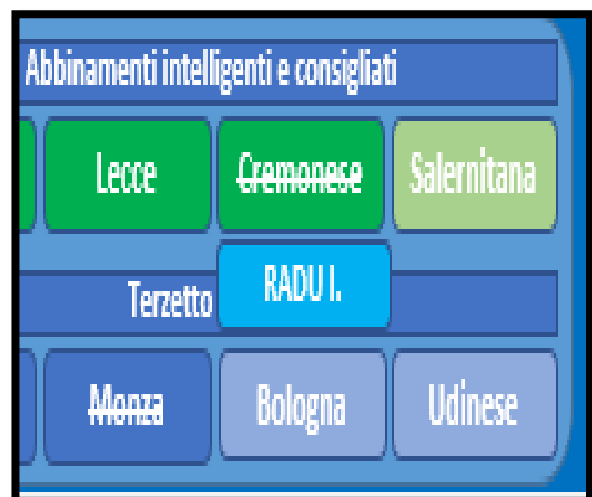 Abbinamenti intelligenti e consigliati
Lecce Cremonese Salernitana
RADU I.
Terzetto
Monza Bologna Udinese